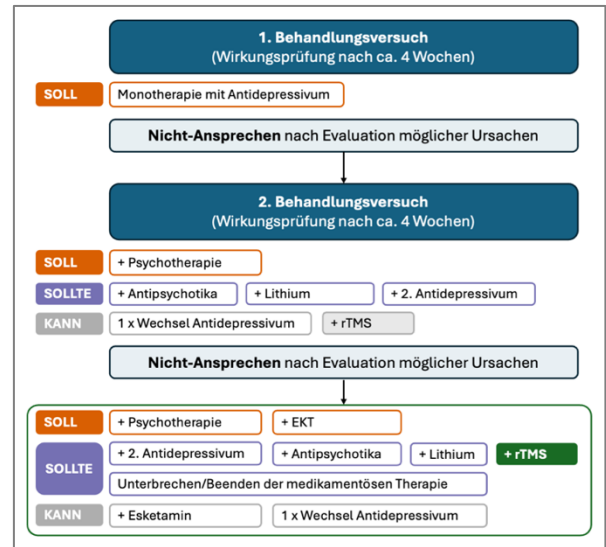 1. Behandlungsversuch
(Wirkungsprüfung nach ca. 4 Wochen)
SOLL Monotherapie mit Antidepressivum
Nicht-Ansprechen nach Evaluation möglicher Ursachen
2. Behandlungsversuch
(Wirkungsprüfung nach ca. 4 Wochen)
SOLL + Psychotherapie
SOLLTE + Antipsychotika + Lithium + 2. Antidepressivum
KANN 1 x Wechsel Antidepressivum + rTMS
Nicht-Ansprechen nach Evaluation möglicher Ursachen
SOLL + Psychotherapie + EKT
SOLLTE + 2. Antidepressivum + Antipsychotika + Lithium + rTMS
Unterbrechen/Beenden der medikamentösen Therapie
KANN + Esketamin 1 x Wechsel Antidepressivum